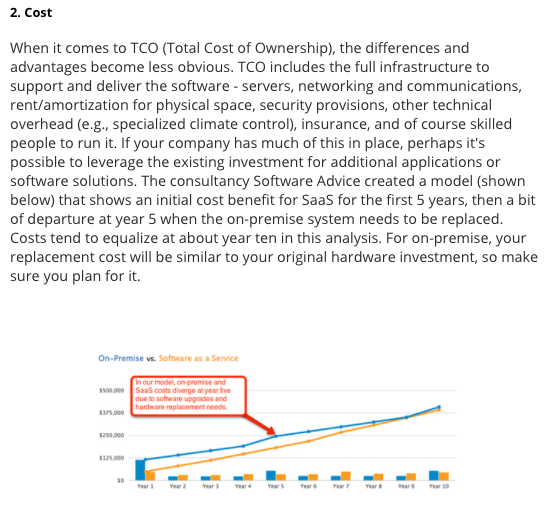 2. Cost
When it comes to TCO (Total Cost of Ownership), the differences and
advantages become less obvious. TCO includes the full infrastructure to
support and deliver the software - servers, networking and communications,
rent/amortization for physical space, security provisions, other technical
overhead (e.g., specialized climate control), insurance, and of course skilled
people to run it. If your company has much of this in place, perhaps it's
possible to leverage the existing investment for additional applications or
software solutions. The consultancy Software Advice created a model (shown
below) that shows an initial cost benefit for SaaS for the first 5 years, then a bit
of departure at year 5 when the on-premise system needs to be replaced.
Costs tend to equalize at about year ten in this analysis. For on-premise, your
replacement cost will be similar to your original hardware investment, so make
sure you plan for it.
On-Premise vs. Software as a Service
In our model, on-premise and
SaaS costs diverge at year five
due to software upgrades and
hardware replacement needs.
$500,000
$375,000
$250,000
$125,000
$0
Year 1 Year 2 Year 3 Year 4 Year 5 Year 6 Year 7 Year 8 Year 9 Year 10